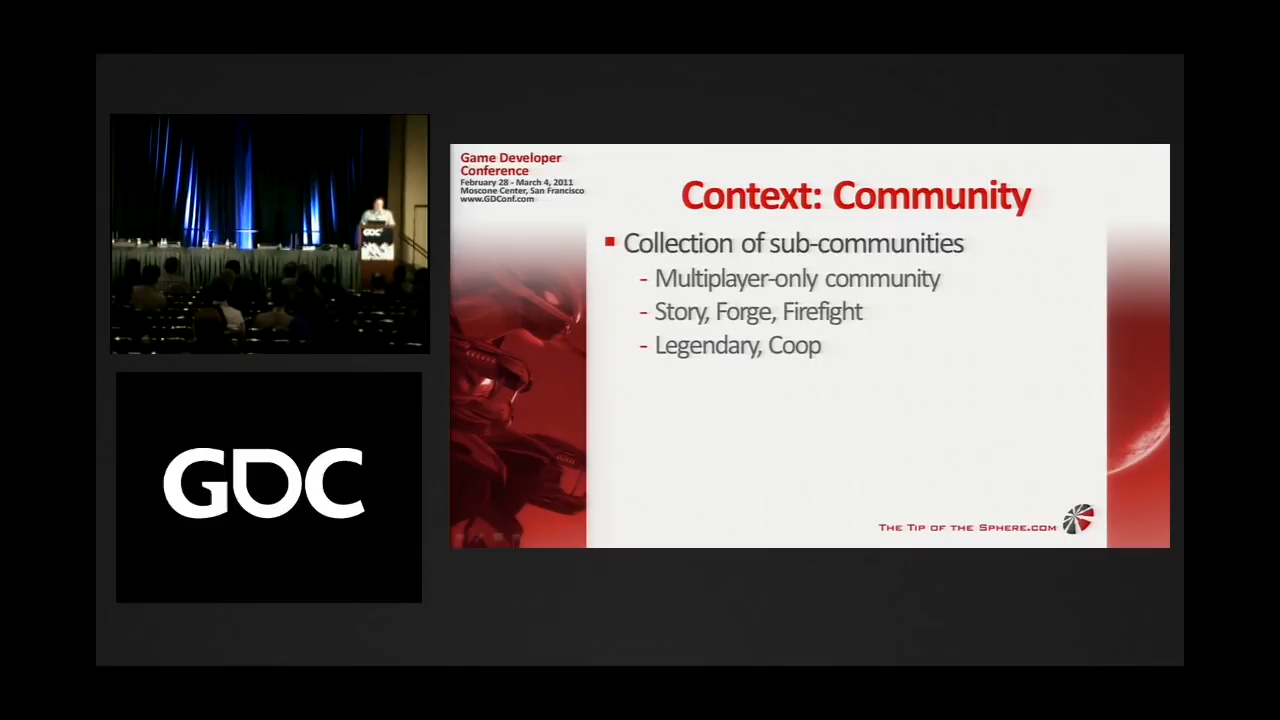 Game Developer
Conference
February 28 - March 4, 2011
Moscone Center, San Francisco
www.GDConf.com
Context: Community
Collection of sub-communities
- Multiplayer-only community
- Story, Forge, Firefight
- Legendary, Coop
The Tip of the Sphere.com
GDC
GDC